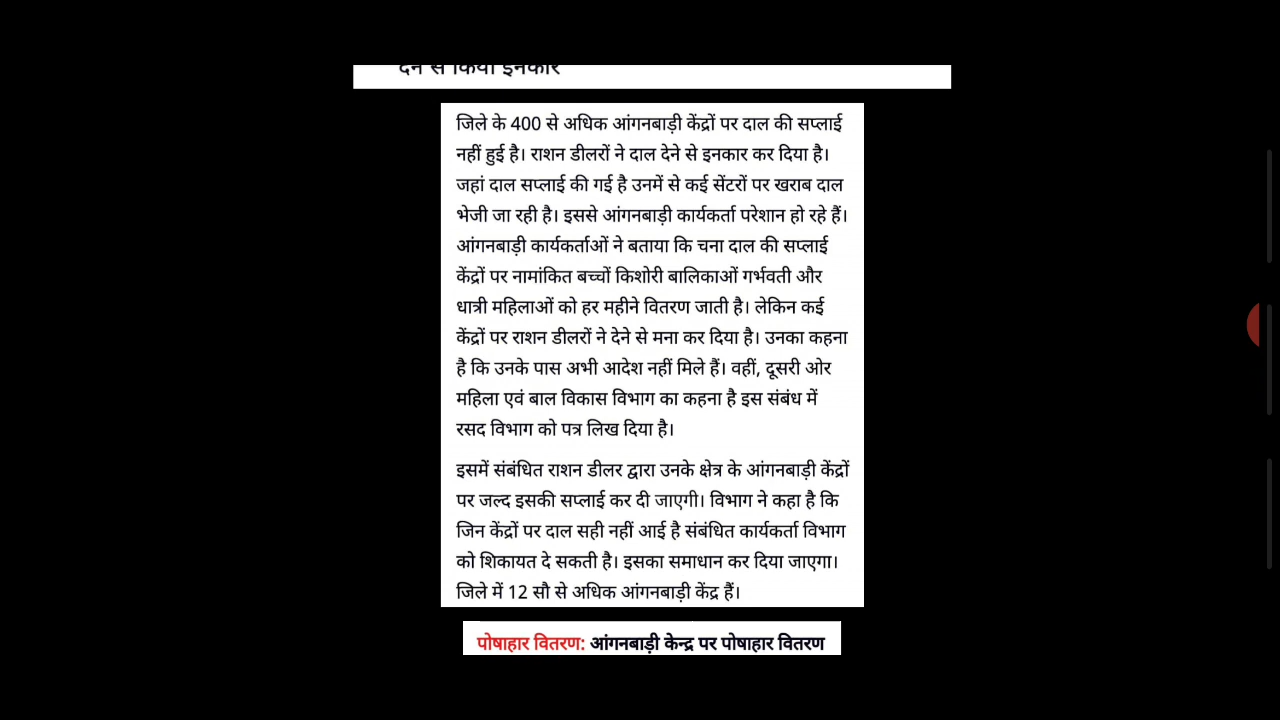 देने से किया इनकार
जिले के 400 से अधिक आंगनबाड़ी केंद्रों पर दाल की सप्लाई
नहीं हुई है। राशन डीलरों ने दाल देने से इनकार कर दिया है।
जहां दाल सप्लाई की गई है उनमें से कई सेंटरों पर खराब दाल
भेजी जा रही है। इससे आंगनबाड़ी कार्यकर्ता परेशान हो रहे हैं।
आंगनबाड़ी कार्यकर्ताओं ने बताया कि चना दाल की सप्लाई
केंद्रों पर नामांकित बच्चों किशोरी बालिकाओं गर्भवती और
धात्री महिलाओं को हर महीने वितरण जाती है। लेकिन कई
केंद्रों पर राशन डीलरों ने देने से मना कर दिया है। उनका कहना
है कि उनके पास अभी आदेश नहीं मिले हैं। वहीं, दूसरी ओर
महिला एवं बाल विकास विभाग का कहना है इस संबंध में
रसद विभाग को पत्र लिख दिया है।
इसमें संबंधित राशन डीलर द्वारा उनके क्षेत्र के आंगनबाड़ी केंद्रों
पर जल्द इसकी सप्लाई कर दी जाएगी। विभाग ने कहा है कि
जिन केंद्रों पर दाल सही नहीं आई है संबंधित कार्यकर्ता विभाग
को शिकायत दे सकती है। इसका समाधान कर दिया जाएगा।
जिले में 12 सौ से अधिक आंगनबाड़ी केंद्र हैं।
पोषाहार वितरण: आंगनबाड़ी केन्द्र पर पोषाहार वितरण